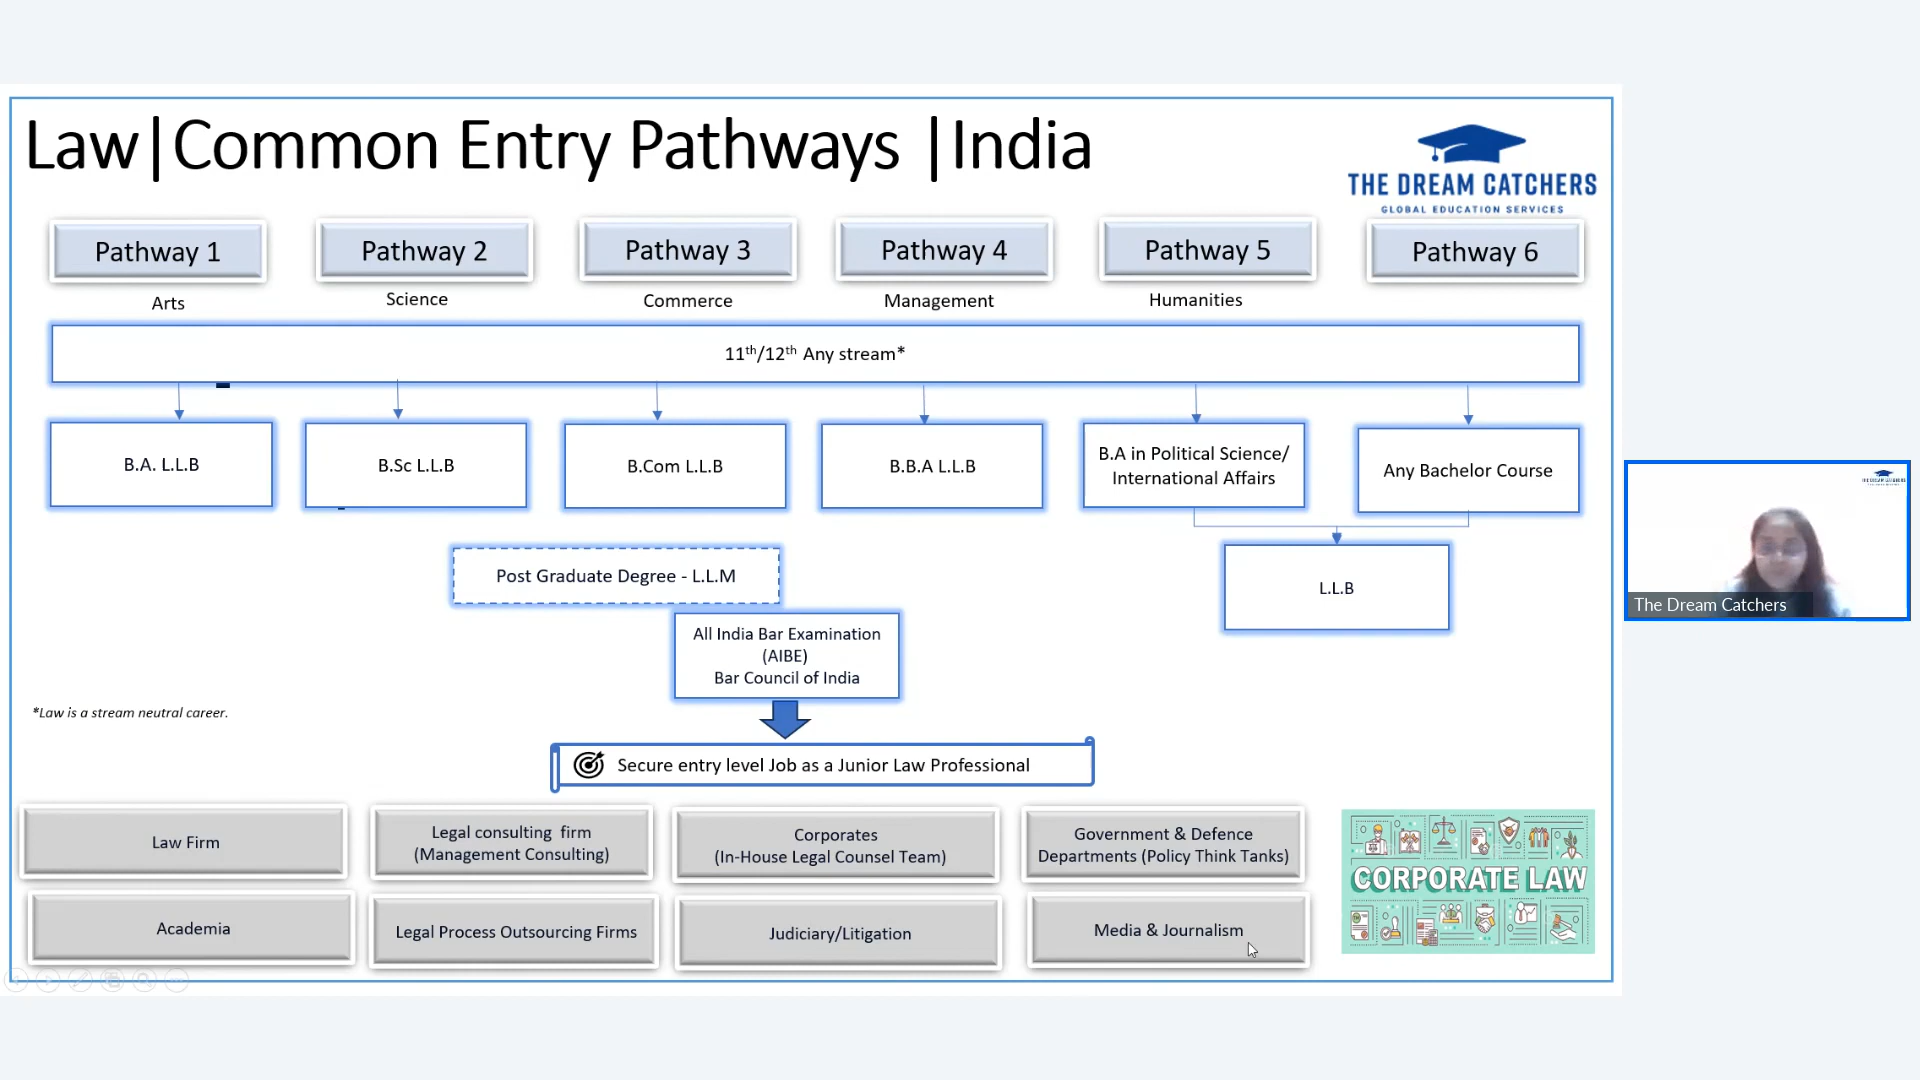 Law|Common Entry Pathways |India
THE DREAM CATCHERS
GLOBAL EDUCATION SERVICES
Pathway 1
Pathway 2
Pathway 3
Pathway 4
Pathway 5
Pathway 6
Arts
Science
Commerce
Management
Humanities
11th/12th Any stream*
B.A. L.L.B
B.Sc L.L.B
B.Com L.L.B
B.B.A L.L.B
B.A in Political Science/
International Affairs
Any Bachelor Course
Post Graduate Degree - L.L.M
L.L.B
All India Bar Examination
(AIBE)
Bar Council of India
*Law is a stream neutral career.
Secure entry level Job as a Junior Law Professional
Law Firm
Legal consulting firm
(Management Consulting)
Corporates
(In-House Legal Counsel Team)
Government & Defence
Departments (Policy Think Tanks)
CORPORATE LAW
Academia
Legal Process Outsourcing Firms
Judiciary/Litigation
Media & Journalism
THE DREAM CATCHERS
The Dream Catchers